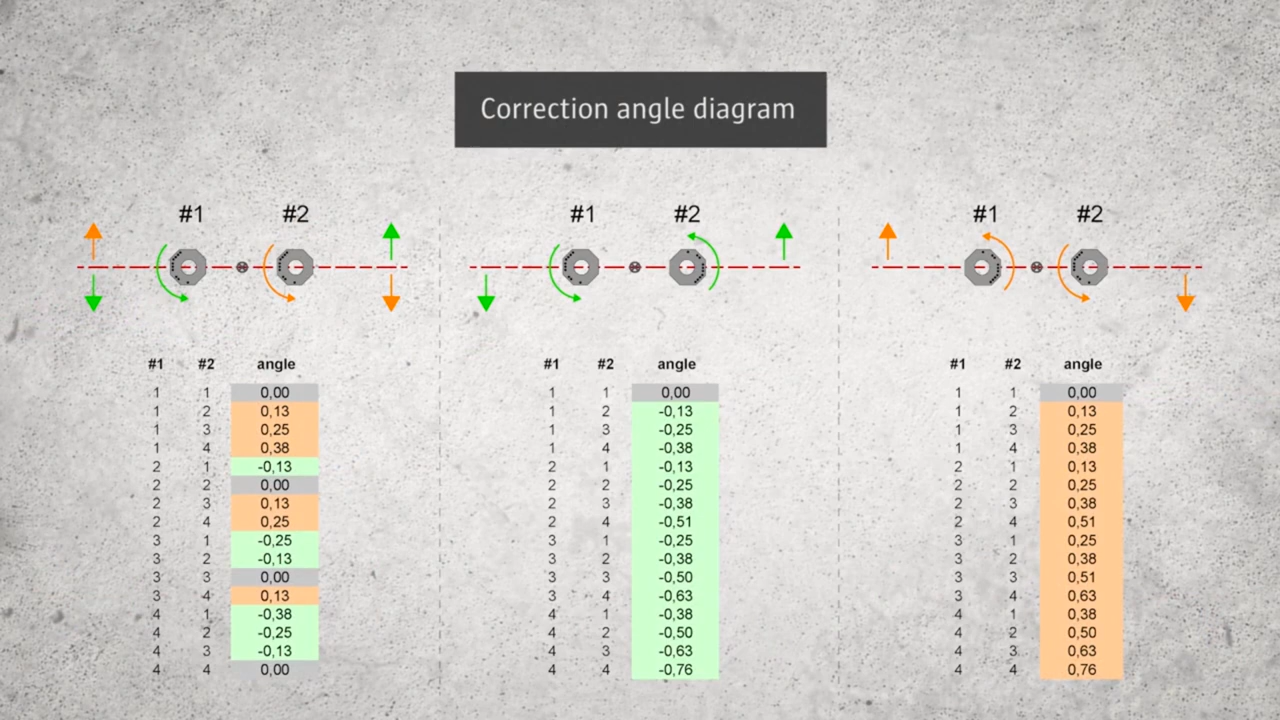 Correction angle diagram
#1 #2 #1 #2 #1 #2
#1 #2 angle #1 #2 angle #1 #2 angle
1 1 0,00 1 1 0,00 1 1 0,00
1 2 0,13 1 2 -0,13 1 2 0,13
1 3 0,25 1 3 -0,25 1 3 0,25
1 4 0,38 1 4 -0,38 1 4 0,38
2 1 -0,13 2 1 -0,13 2 1 0,13
2 2 0,00 2 2 -0,25 2 2 0,25
2 3 0,13 2 3 -0,38 2 3 0,38
2 4 0,25 2 4 -0,51 2 4 0,51
3 1 -0,25 3 1 -0,25 3 1 0,25
3 2 -0,13 3 2 -0,38 3 2 0,38
3 3 0,00 3 3 -0,50 3 3 0,51
3 4 0,13 3 4 -0,63 3 4 0,63
4 1 -0,38 4 1 -0,38 4 1 0,38
4 2 -0,25 4 2 -0,50 4 2 0,50
4 3 -0,13 4 3 -0,63 4 3 0,63
4 4 0,00 4 4 -0,76 4 4 0,76